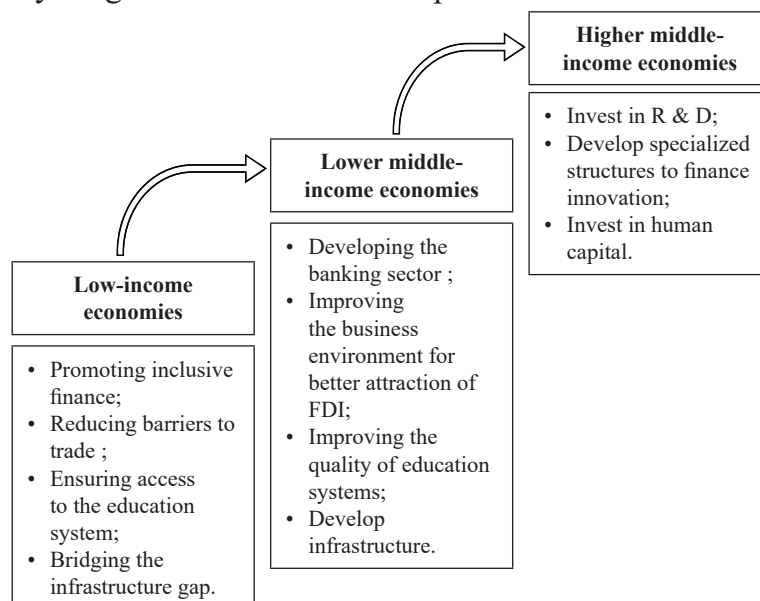 Higher middle-
income economies
• Invest in R & D;
• Develop specialized
structures to finance
innovation;
• Invest in human
capital.
Lower middle-
income economies
• Developing the
banking sector ;
• Improving
the business
environment for
better attraction of
FDI;
• Improving the
quality of education
systems;
• Develop
infrastructure.
Low-income
economies
• Promoting inclusive
finance;
• Reducing barriers to
trade ;
• Ensuring access
to the education
system;
• Bridging the
infrastructure gap.